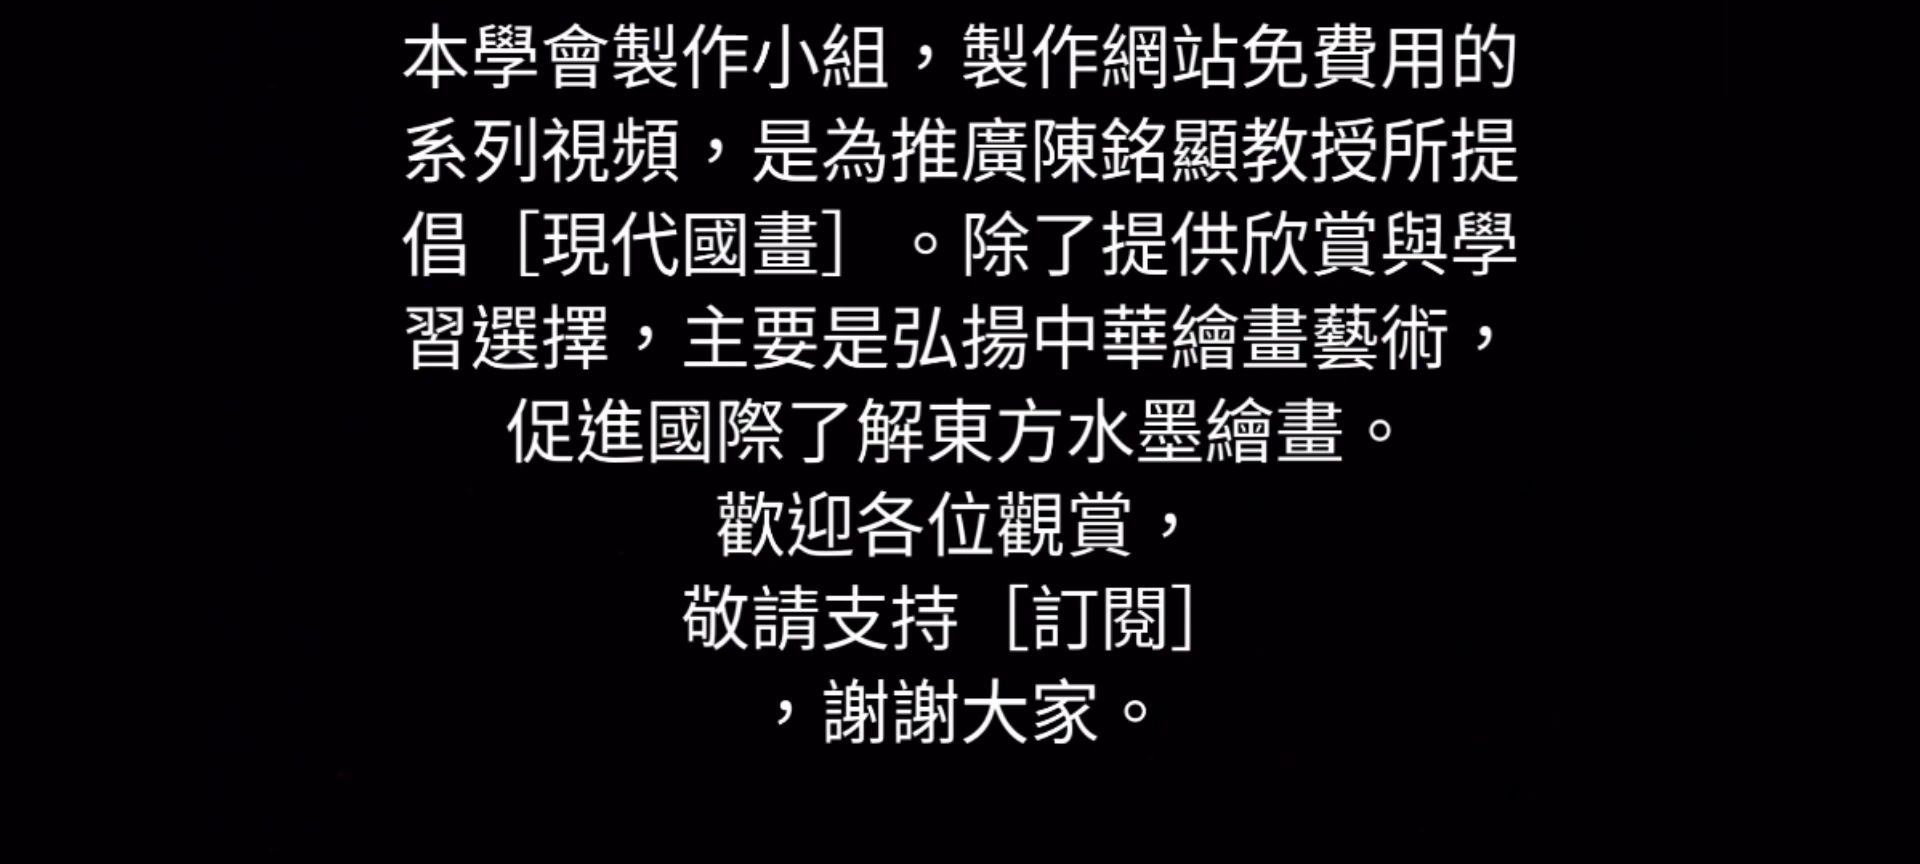 本學會製作小組，製作網站免費用的
系列視頻，是為推廣陳銘顯教授所提
倡［現代國畫］。除了提供欣賞與學
習選擇，主要是弘揚中華繪畫藝術，
促進國際了解東方水墨繪畫。
歡迎各位觀賞，
敬請支持［訂閱］
，謝謝大家。